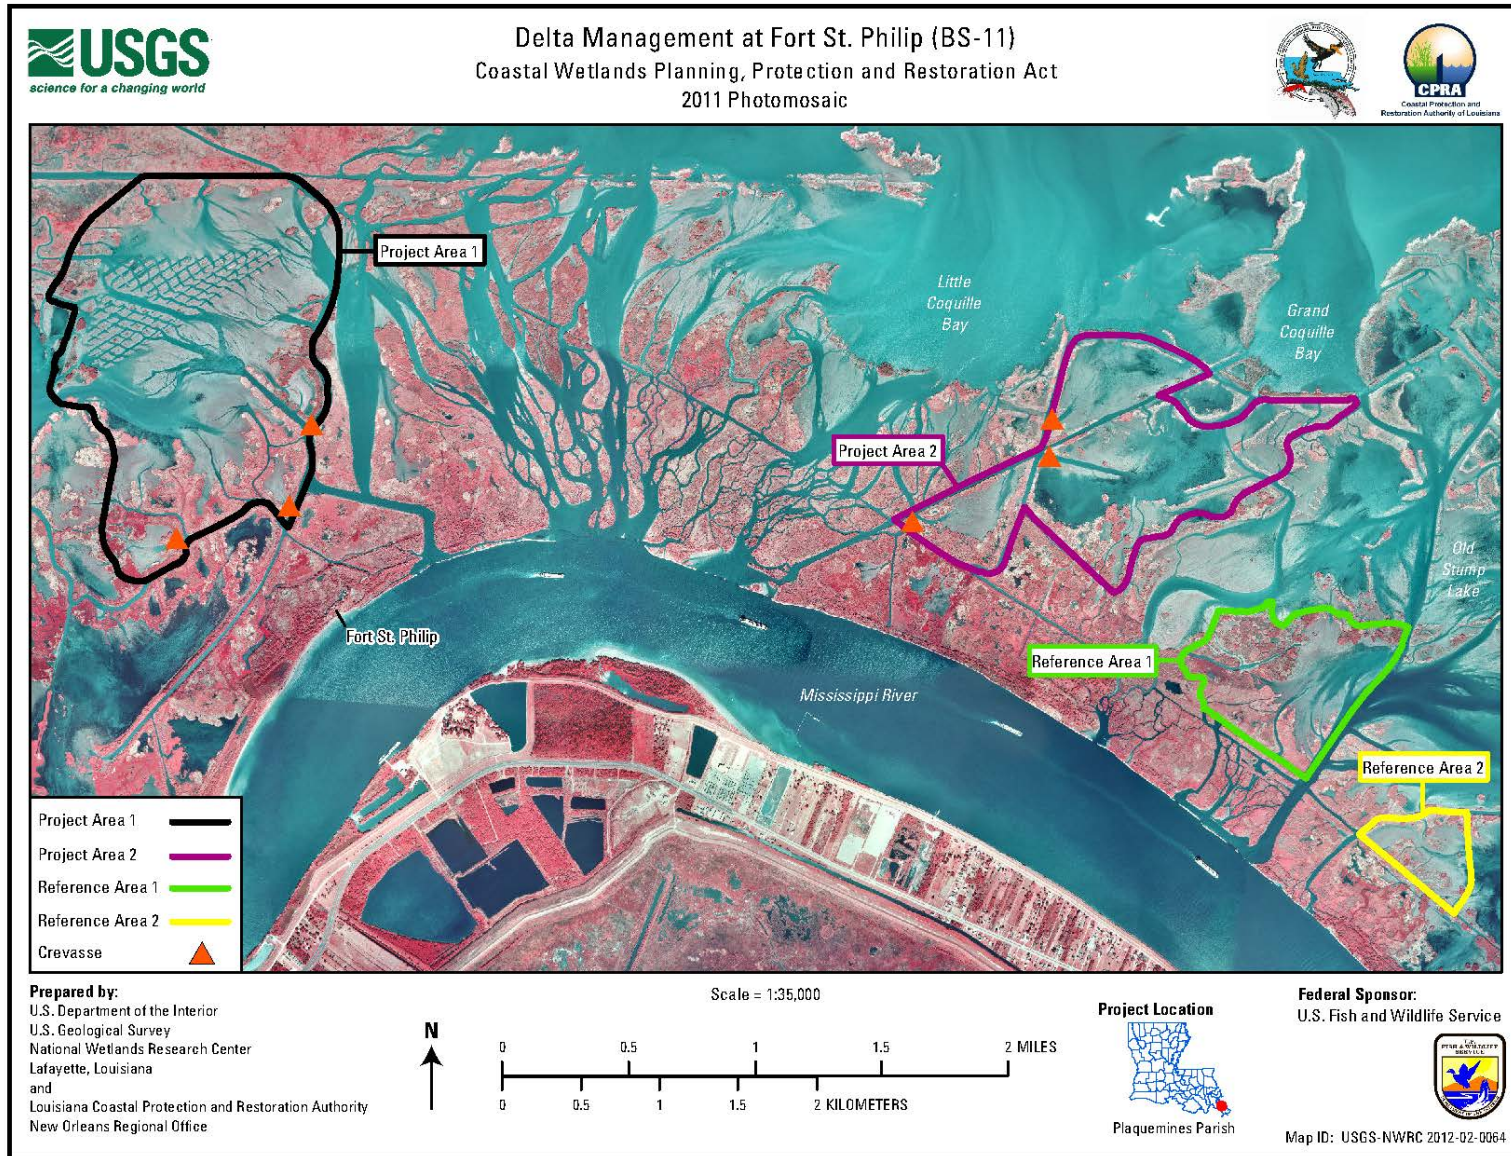 USGS
science for a changing world
Delta Management at Fort St. Philip (BS-11)
Coastal Wetlands Planning, Protection and Restoration Act
2011 Photomosaic
CPRA
Coastal Protection and
Restoration Authority of Louisiana
Project Area 1
Little
Coquille
Bay
Grand
Coquille
Bay
Project Area 2
Old
Stump
Lake
Fort St. Philip
Reference Area 1
Mississippi River
Reference Area 2
Project Area 1
Project Area 2
Reference Area 1
Reference Area 2
Crevasse
Prepared by:
U.S. Department of the Interior
U.S. Geological Survey
National Wetlands Research Center
Lafayette, Louisiana
and
Louisiana Coastal Protection and Restoration Authority
New Orleans Regional Office
N
Scale = 1:35,000
0 0.5 1 1.5 2 MILES
0 0.5 1 1.5 2 KILOMETERS
Project Location
Plaquemines Parish
Federal Sponsor:
U.S. Fish and Wildlife Service
U.S.
FISH & WILDLIFE
SERVICE
Map ID: USGS-NWRC 2012-02-0064